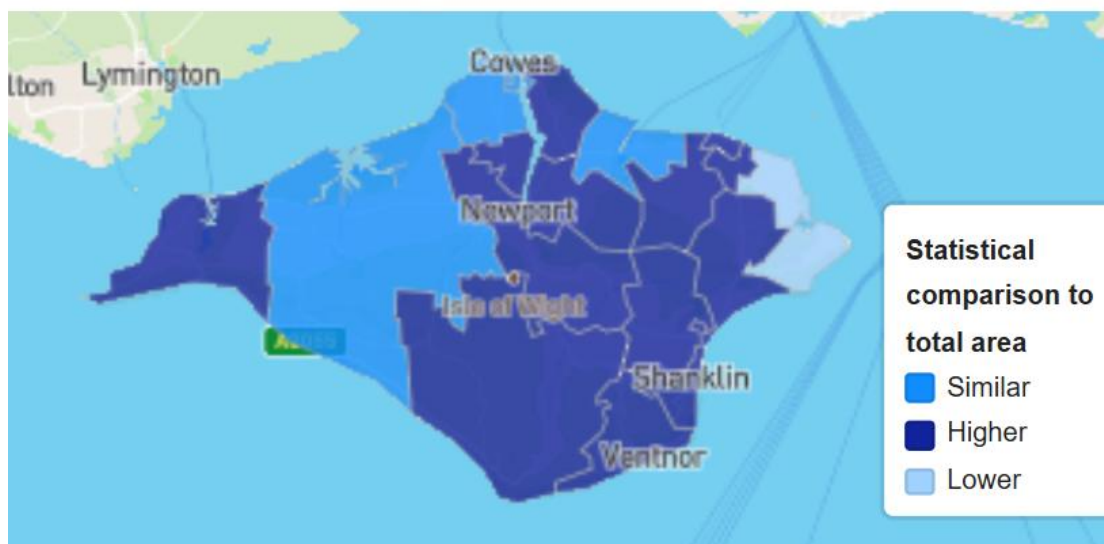 Cowes
lton
Lymington
Newport
Isle of Wight
Shanklin
Ventnor
Statistical
comparison to
total area
Similar
Higher
Lower